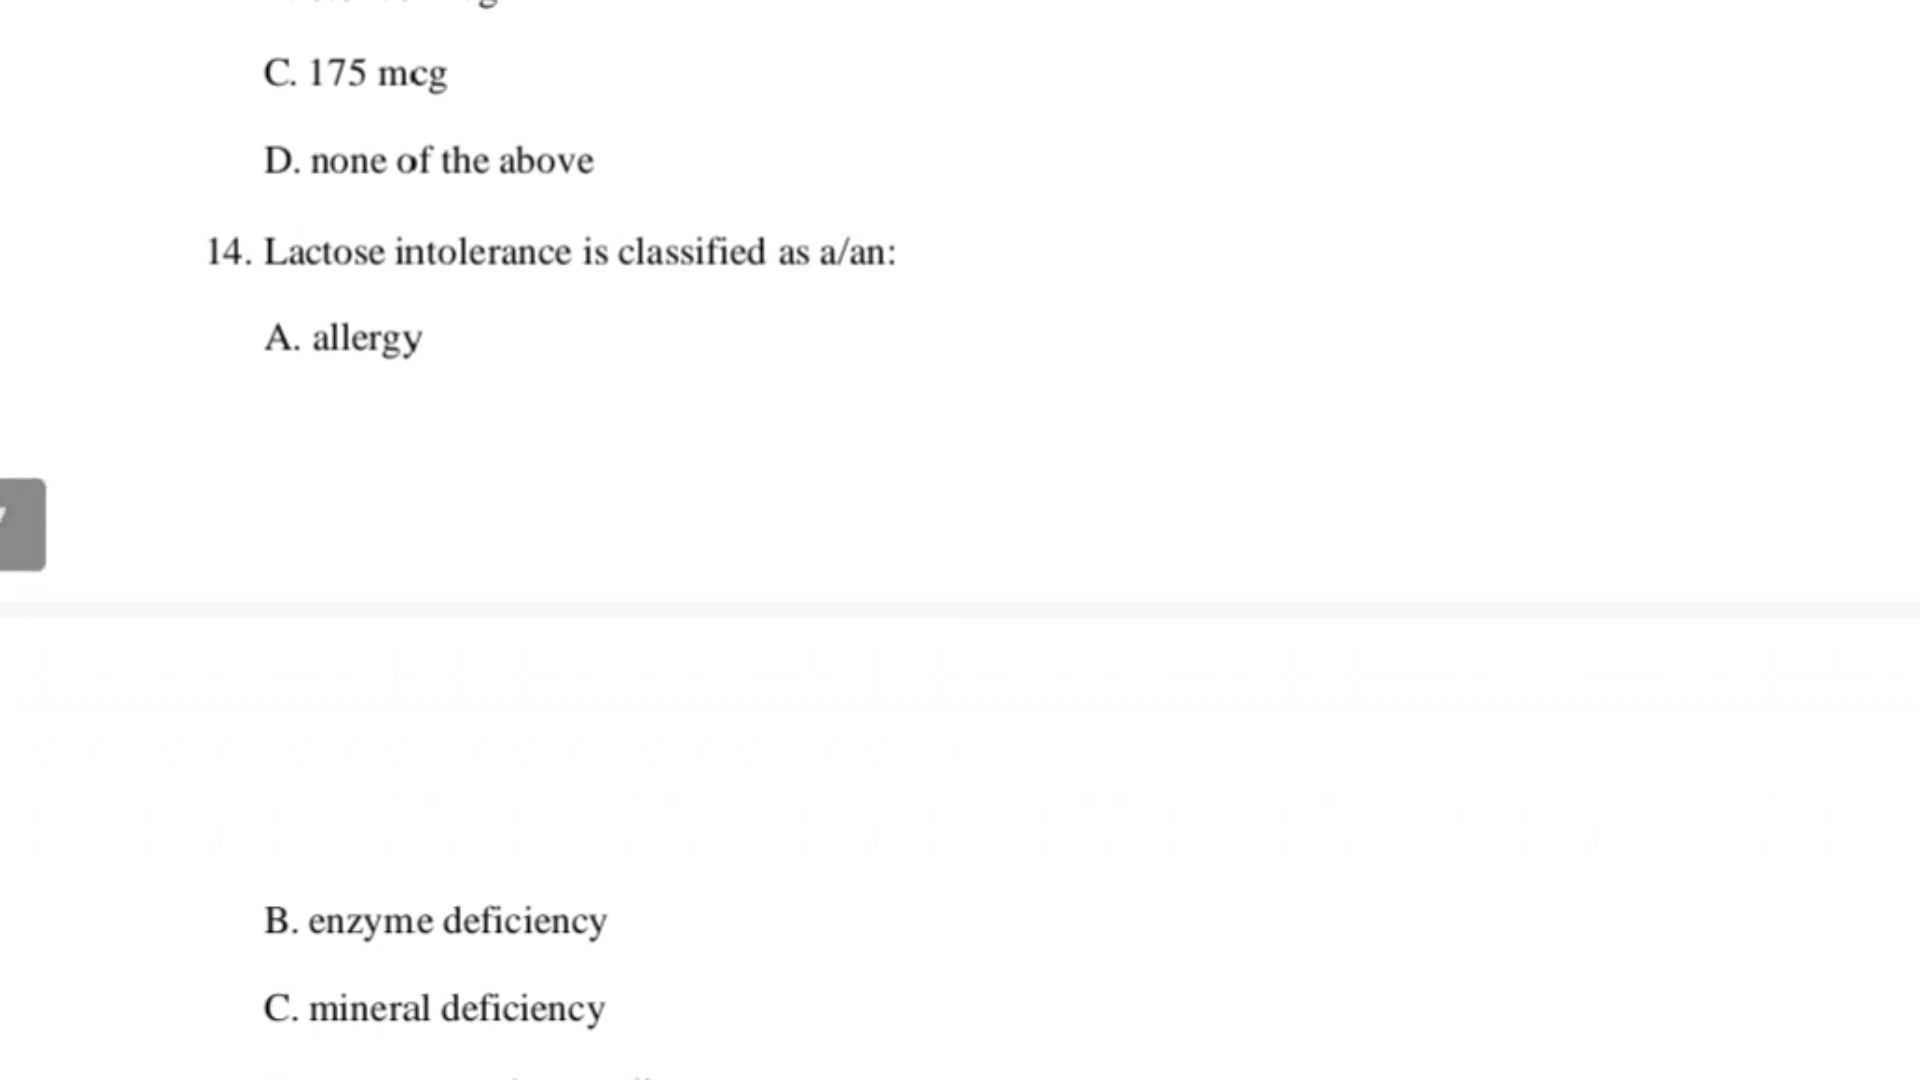 C. 175 mcg
D. none of the above
14. Lactose intolerance is classified as a/an:
A. allergy
B. enzyme deficiency
C. mineral deficiency